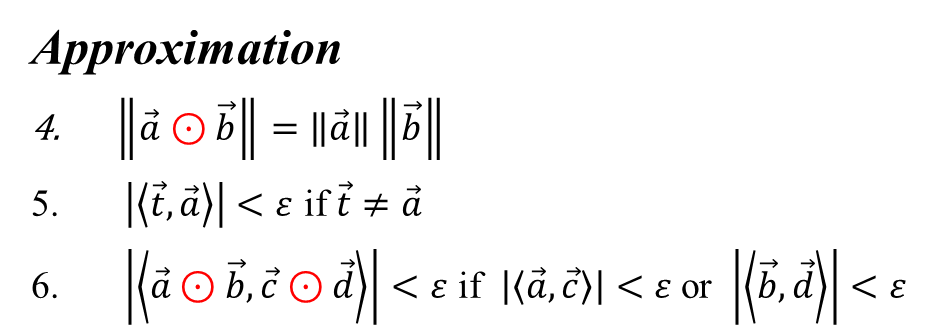 Approximation
4. ‖a⃗ ⊙ b⃗‖ = ‖a⃗‖ ‖b⃗‖
5. |⟨t⃗, a⃗⟩| < ε if t⃗ ≠ a⃗
6. |⟨a⃗ ⊙ b⃗, c⃗ ⊙ d⃗⟩| < ε if |⟨a⃗, c⃗⟩| < ε or |⟨b⃗, d⃗⟩| < ε